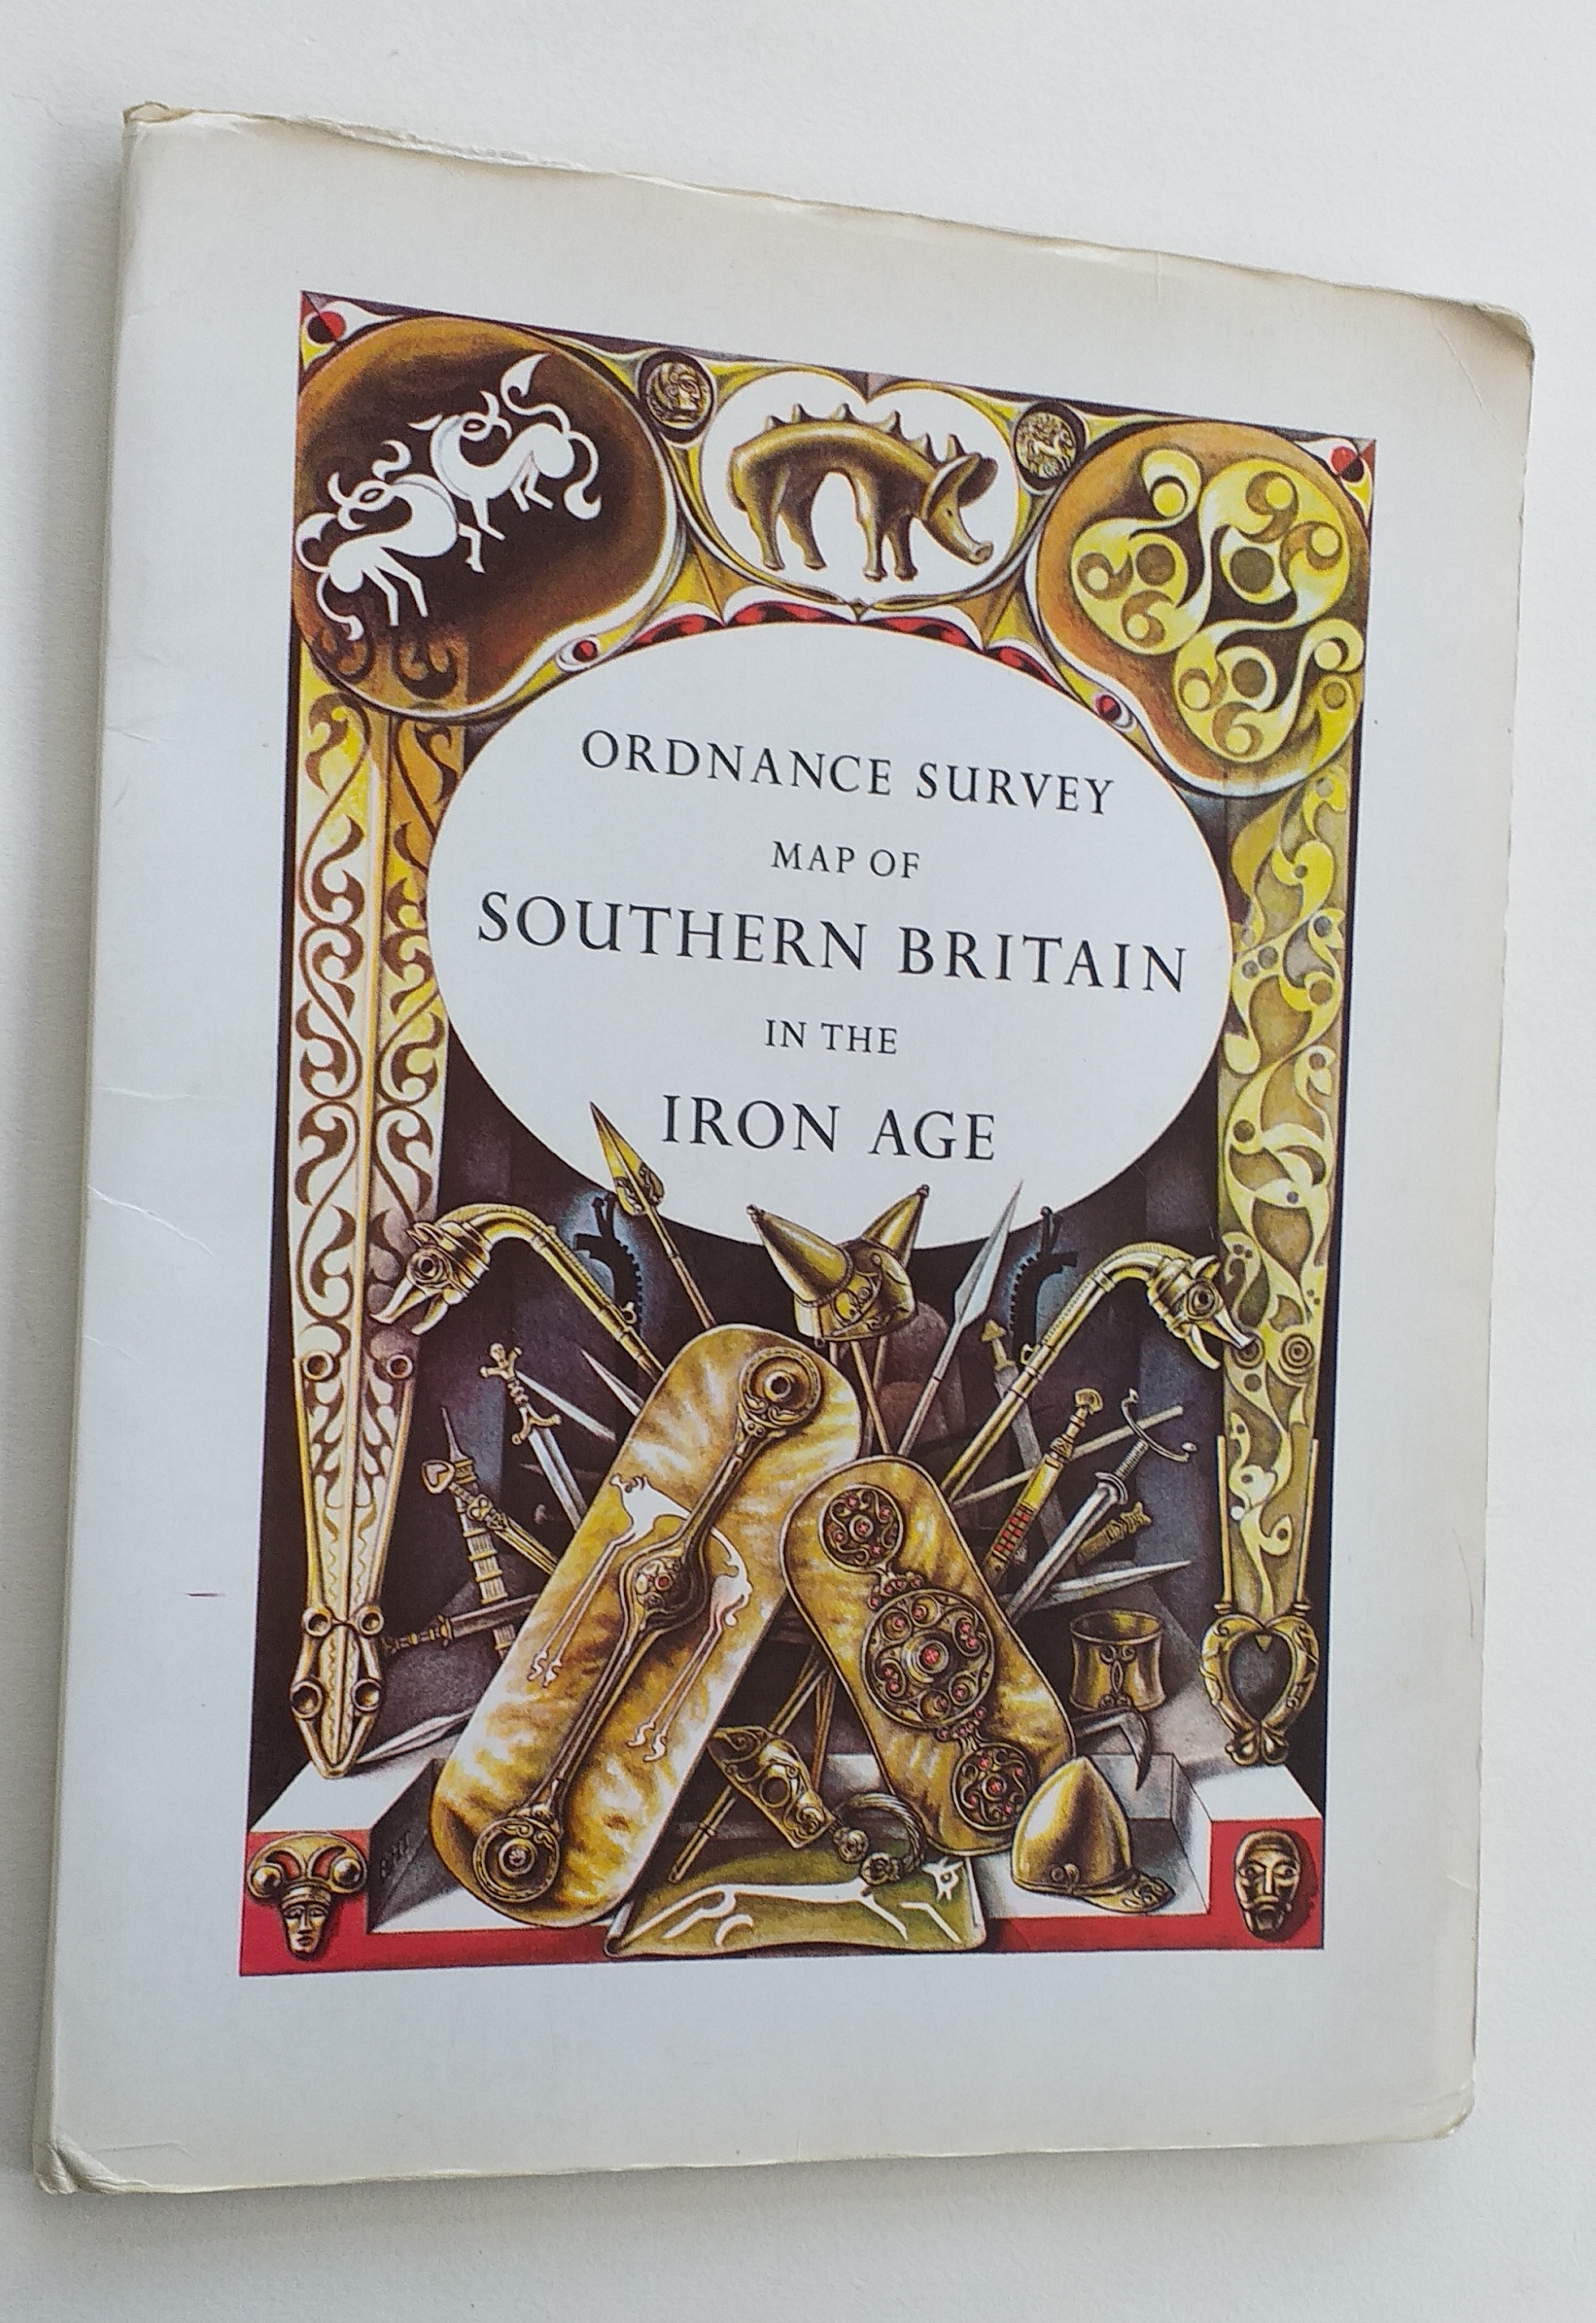 ORDNANCE SURVEY
MAP OF
SOUTHERN BRITAIN
IN THE
IRON AGE